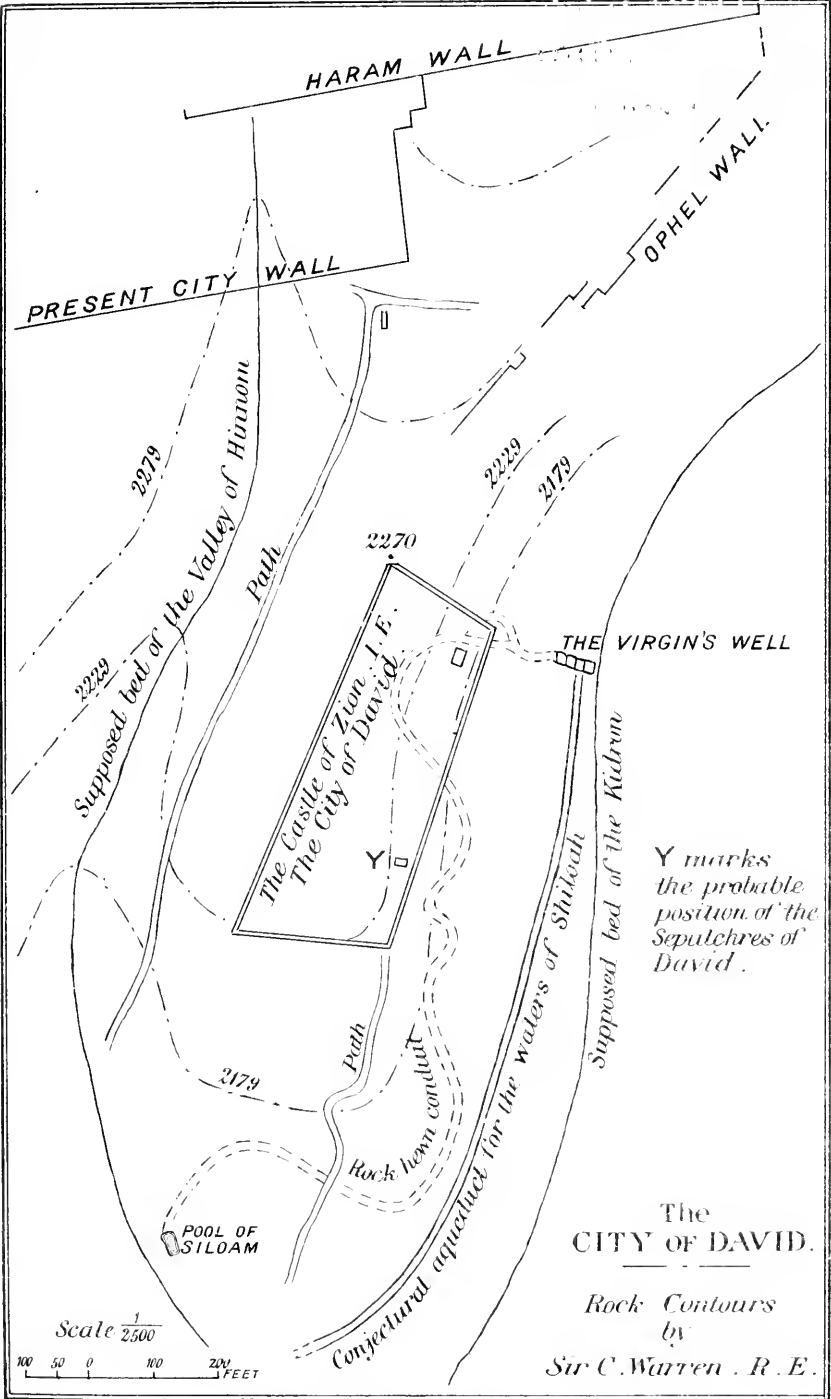 HARAM WALL
OPHEL WALL.
PRESENT CITY WALL
2279
Supposed bed of the Valley of Hinnom
Path
2229
2179
2270
THE VIRGIN'S WELL
2229
The Castle of Zion. I.E.
The City of David
Y
Supposed bed of the Kidron
Y marks
the probable
position of the
Sepulchres of
David.
Conjectural aqueduct for the waters of Shiloah
Path
2179
Rock hewn conduit
POOL OF
SILOAM
The
CITY OF DAVID.
Rock Contours
by
Sir C. Warren. R.E.
Scale 1/2500
100 50 0 100 200
FEET